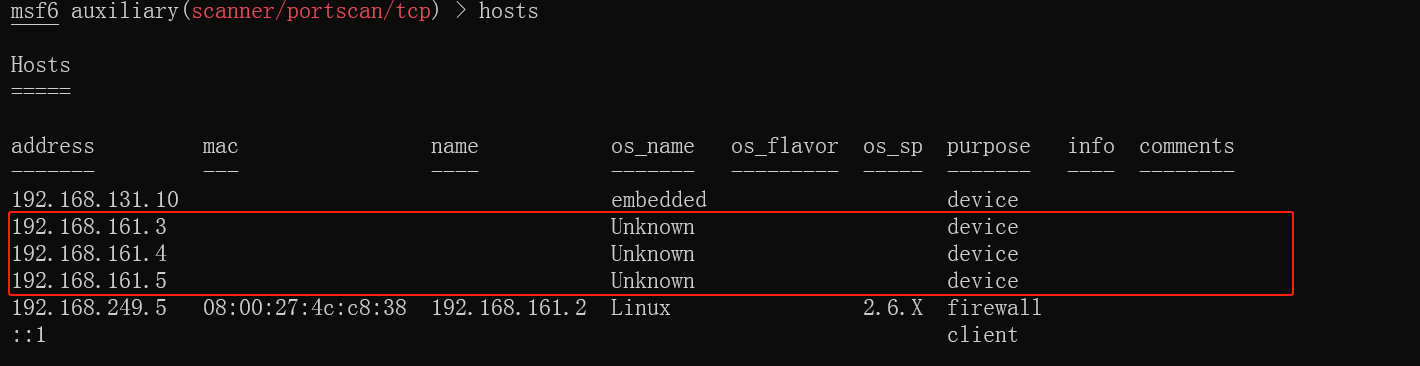 msf6 auxiliary(scanner/portscan/tcp) > hosts
Hosts
=====
address mac name os_name os_flavor os_sp purpose info comments
------- --- ---- ------- --------- ----- ------- ---- --------
192.168.131.10 embedded device
192.168.161.3 Unknown device
192.168.161.4 Unknown device
192.168.161.5 Unknown device
192.168.249.5 08:00:27:4c:c8:38 192.168.161.2 Linux 2.6.X firewall
::1 client